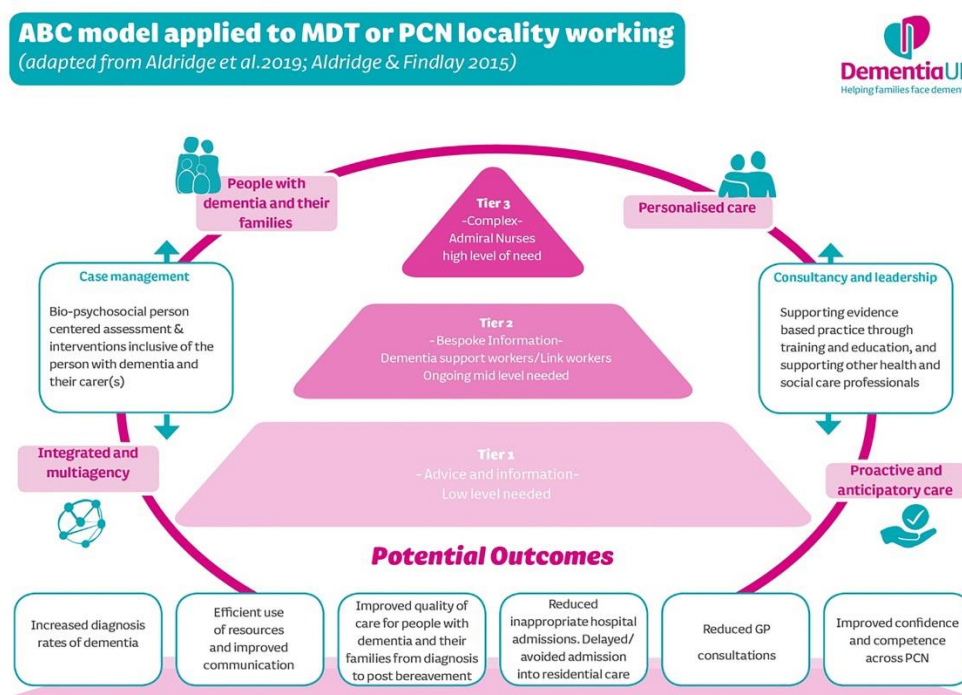 ABC model applied to MDT or PCN locality working
(adapted from Aldridge et al.2019; Aldridge & Findlay 2015)
DementiaU
Helping families face dement
People with
dementia and their
families
Personalised care
Tier 3
-Complex-
Admiral Nurses
high level of need
Case management
Bio-psychosocial person
centered assessment &
interventions inclusive of the
person with dementia and
their carer(s)
Consultancy and leadership
Supporting evidence
based practice through
training and education, and
supporting other health and
social care professionals
Tier 2
-Bespoke Information-
Dementia support workers/Link workers
Ongoing mid level needed
Integrated and
multiagency
Tier 1
-Advice and information-
Low level needed
Proactive and
anticipatory care
Potential Outcomes
Increased diagnosis
rates of dementia
Efficient use
of resources
and improved
communication
Improved quality of
care for people with
dementia and their
families from diagnosis
to post bereavement
Reduced
inappropriate hospital
admissions. Delayed/
avoided admission
into residential care
Reduced GP
consultations
Improved confidence
and competence
across PCN